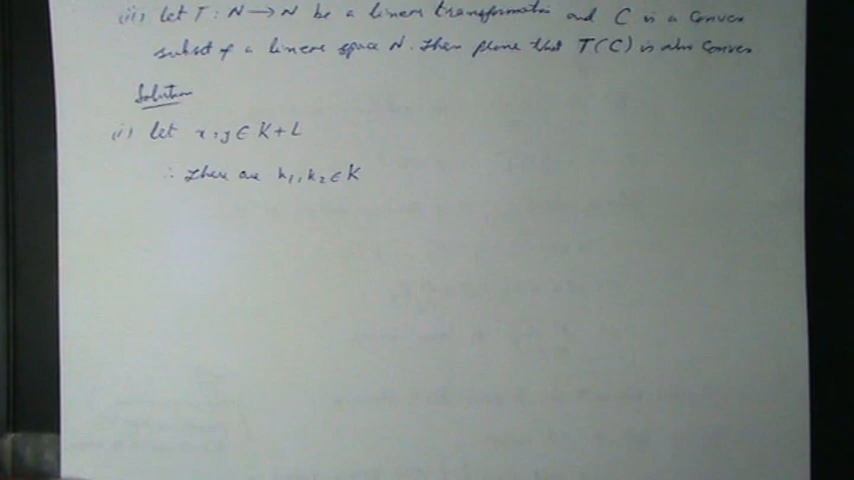 (iii) Let T : N → N be a linear transformation and C is a convex
subset of a linear space N. Then prove that T(C) is also convex
Solution
(i) Let x, y ∈ K + L
∴ There are k₁, k₂ ∈ K